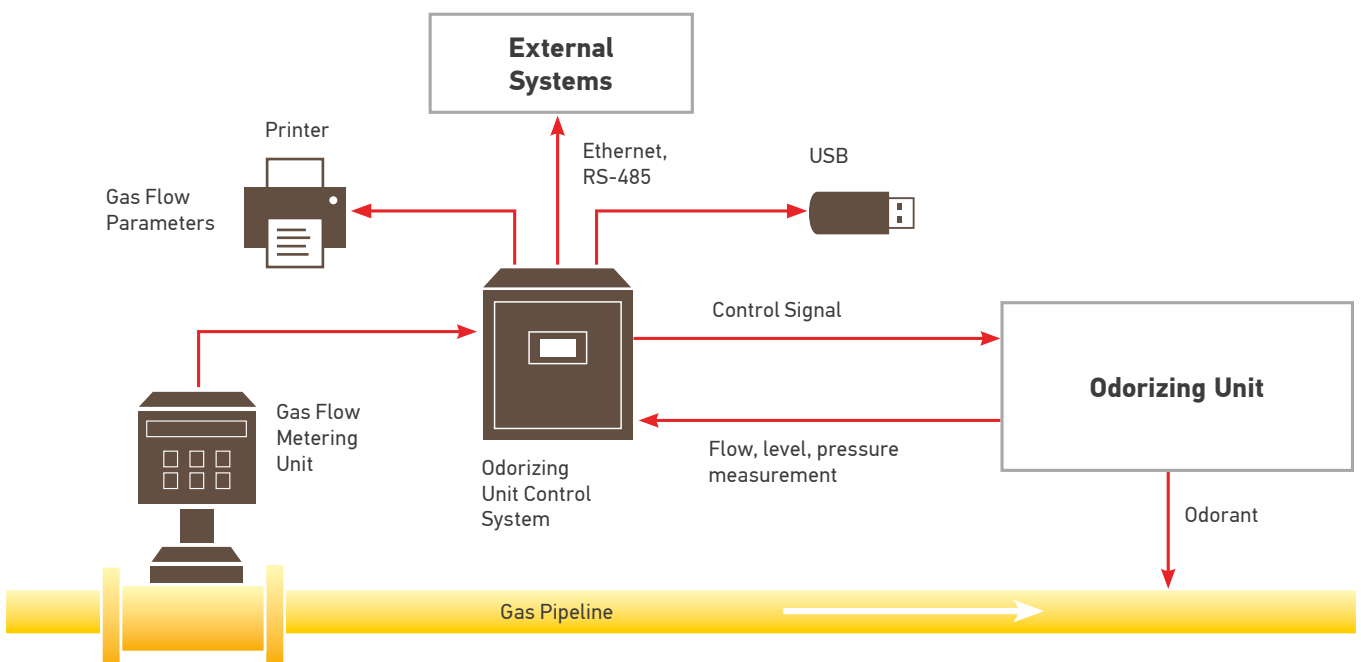 External
Systems
Printer
Ethernet,
RS-485
USB
Gas Flow
Parameters
Control Signal
Odorizing Unit
Gas Flow
Metering
Unit
Flow, level, pressure
measurement
Odorizing
Unit Control
System
Odorant
Gas Pipeline